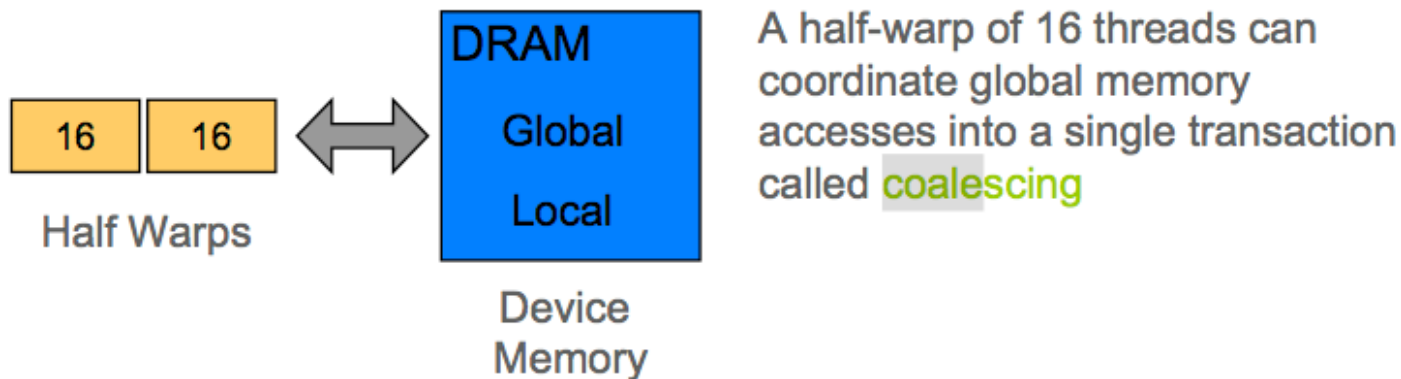 16 16
Half Warps
DRAM
Global
Local
Device
Memory
A half-warp of 16 threads can
coordinate global memory
accesses into a single transaction
called coalescing